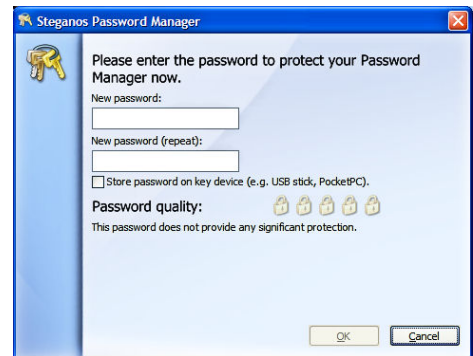 Steganos Password Manager
Please enter the password to protect your Password
Manager now.
New password:
New password (repeat):
Store password on key device (e.g. USB stick, PocketPC).
Password quality:
This password does not provide any significant protection.
OK
Cancel